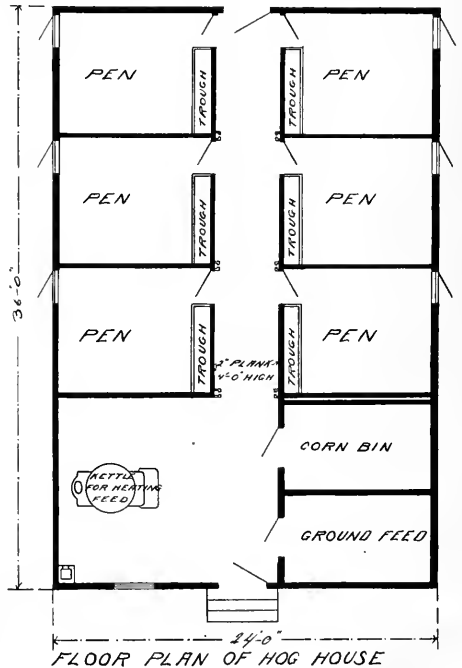 PEN
TROUGH
TROUGH
PEN
PEN
TROUGH
TROUGH
PEN
PEN
TROUGH
TROUGH
PEN
2" PLANK
4'-0" HIGH
36'-0"
CORN BIN
KETTLE
FOR HEATING
FEED
GROUND FEED
24'-0"
FLOOR PLAN OF HOG HOUSE